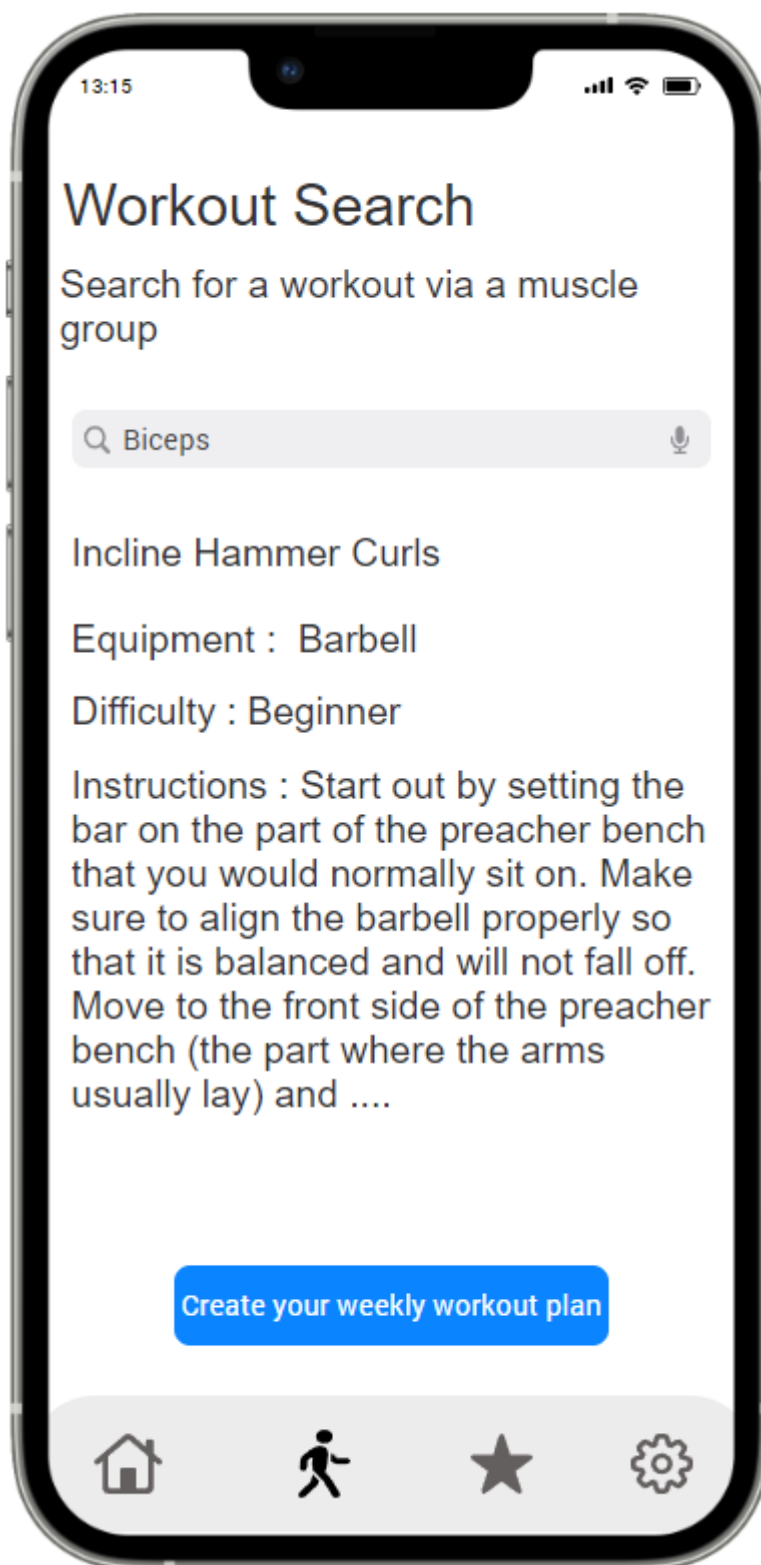 13:15
Workout Search
Search for a workout via a muscle
group
Biceps
Incline Hammer Curls
Equipment :  Barbell
Difficulty : Beginner
Instructions : Start out by setting the
bar on the part of the preacher bench
that you would normally sit on. Make
sure to align the barbell properly so
that it is balanced and will not fall off.
Move to the front side of the preacher
bench (the part where the arms
usually lay) and ....
Create your weekly workout plan